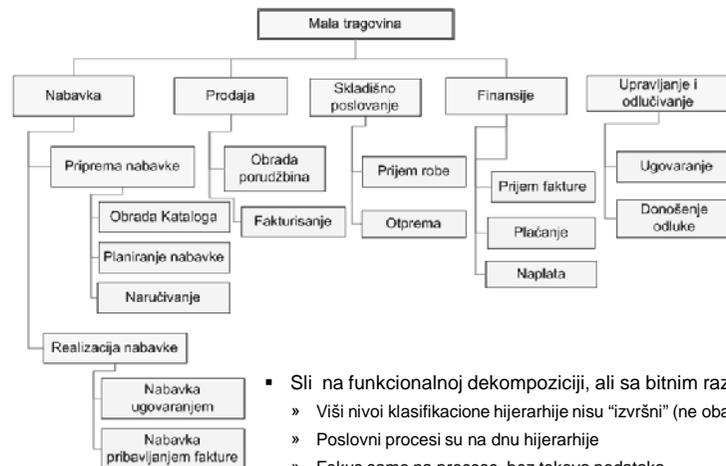 Mala tragovina
Nabavka
Prodaja
Skladišno
poslovanje
Finansije
Upravljanje i
odlučivanje
Priprema nabavke
Obrada Kataloga
Planiranje nabavke
Naručivanje
Realizacija nabavke
Nabavka
ugovaranjem
Nabavka
pribavljanjem fakture
Obrada
porudžbina
Fakturisanje
Prijem robe
Otprema
Prijem fakture
Plaćanje
Naplata
Ugovaranje
Donošenje
odluke
▪ Sli na funkcionalnoj dekompoziciji, ali sa bitnim raz
» Viši nivoi klasifikacione hijerarhije nisu “izvršni” (ne oba
» Poslovni procesi su na dnu hijerarhije